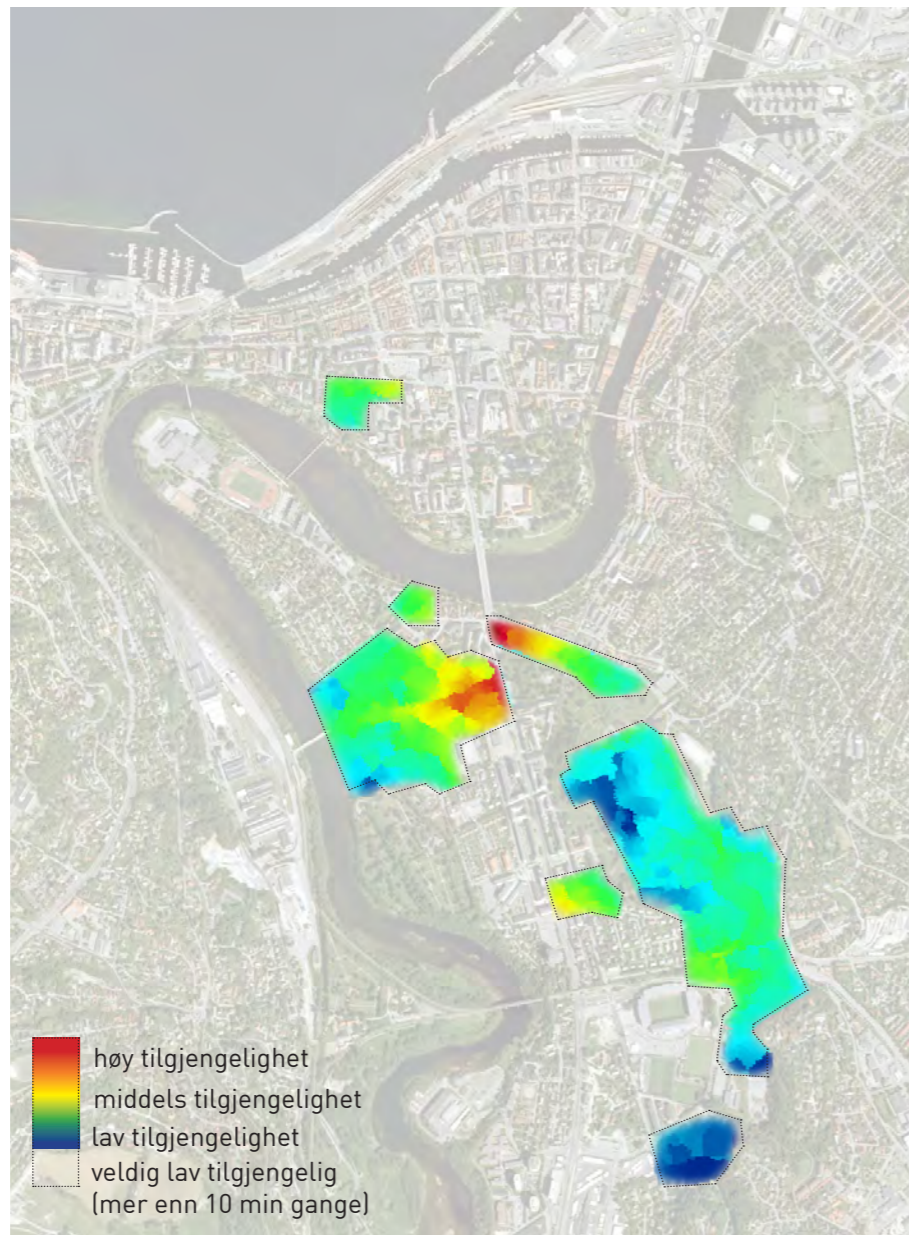 høy tilgjengelighet
middels tilgjengelighet
lav tilgjengelighet
veldig lav tilgjengelig
(mer enn 10 min gange)